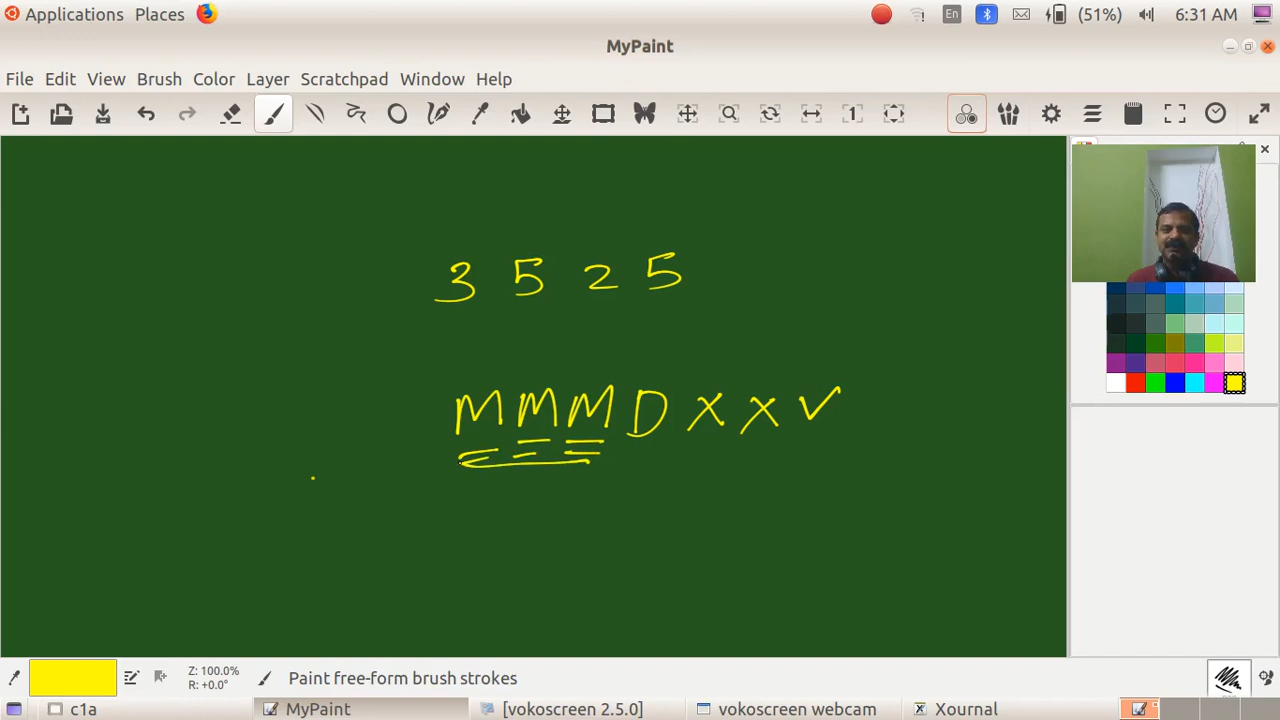 Applications Places En (51%) 6:31 AM
MyPaint
File Edit View Brush Color Layer Scratchpad Window Help
3 5 2 5
M M M D X X V
Z: 100.0%
R: +0.0°
Paint free-form brush strokes
c1a MyPaint [vokoscreen 2.5.0] vokoscreen webcam Xournal